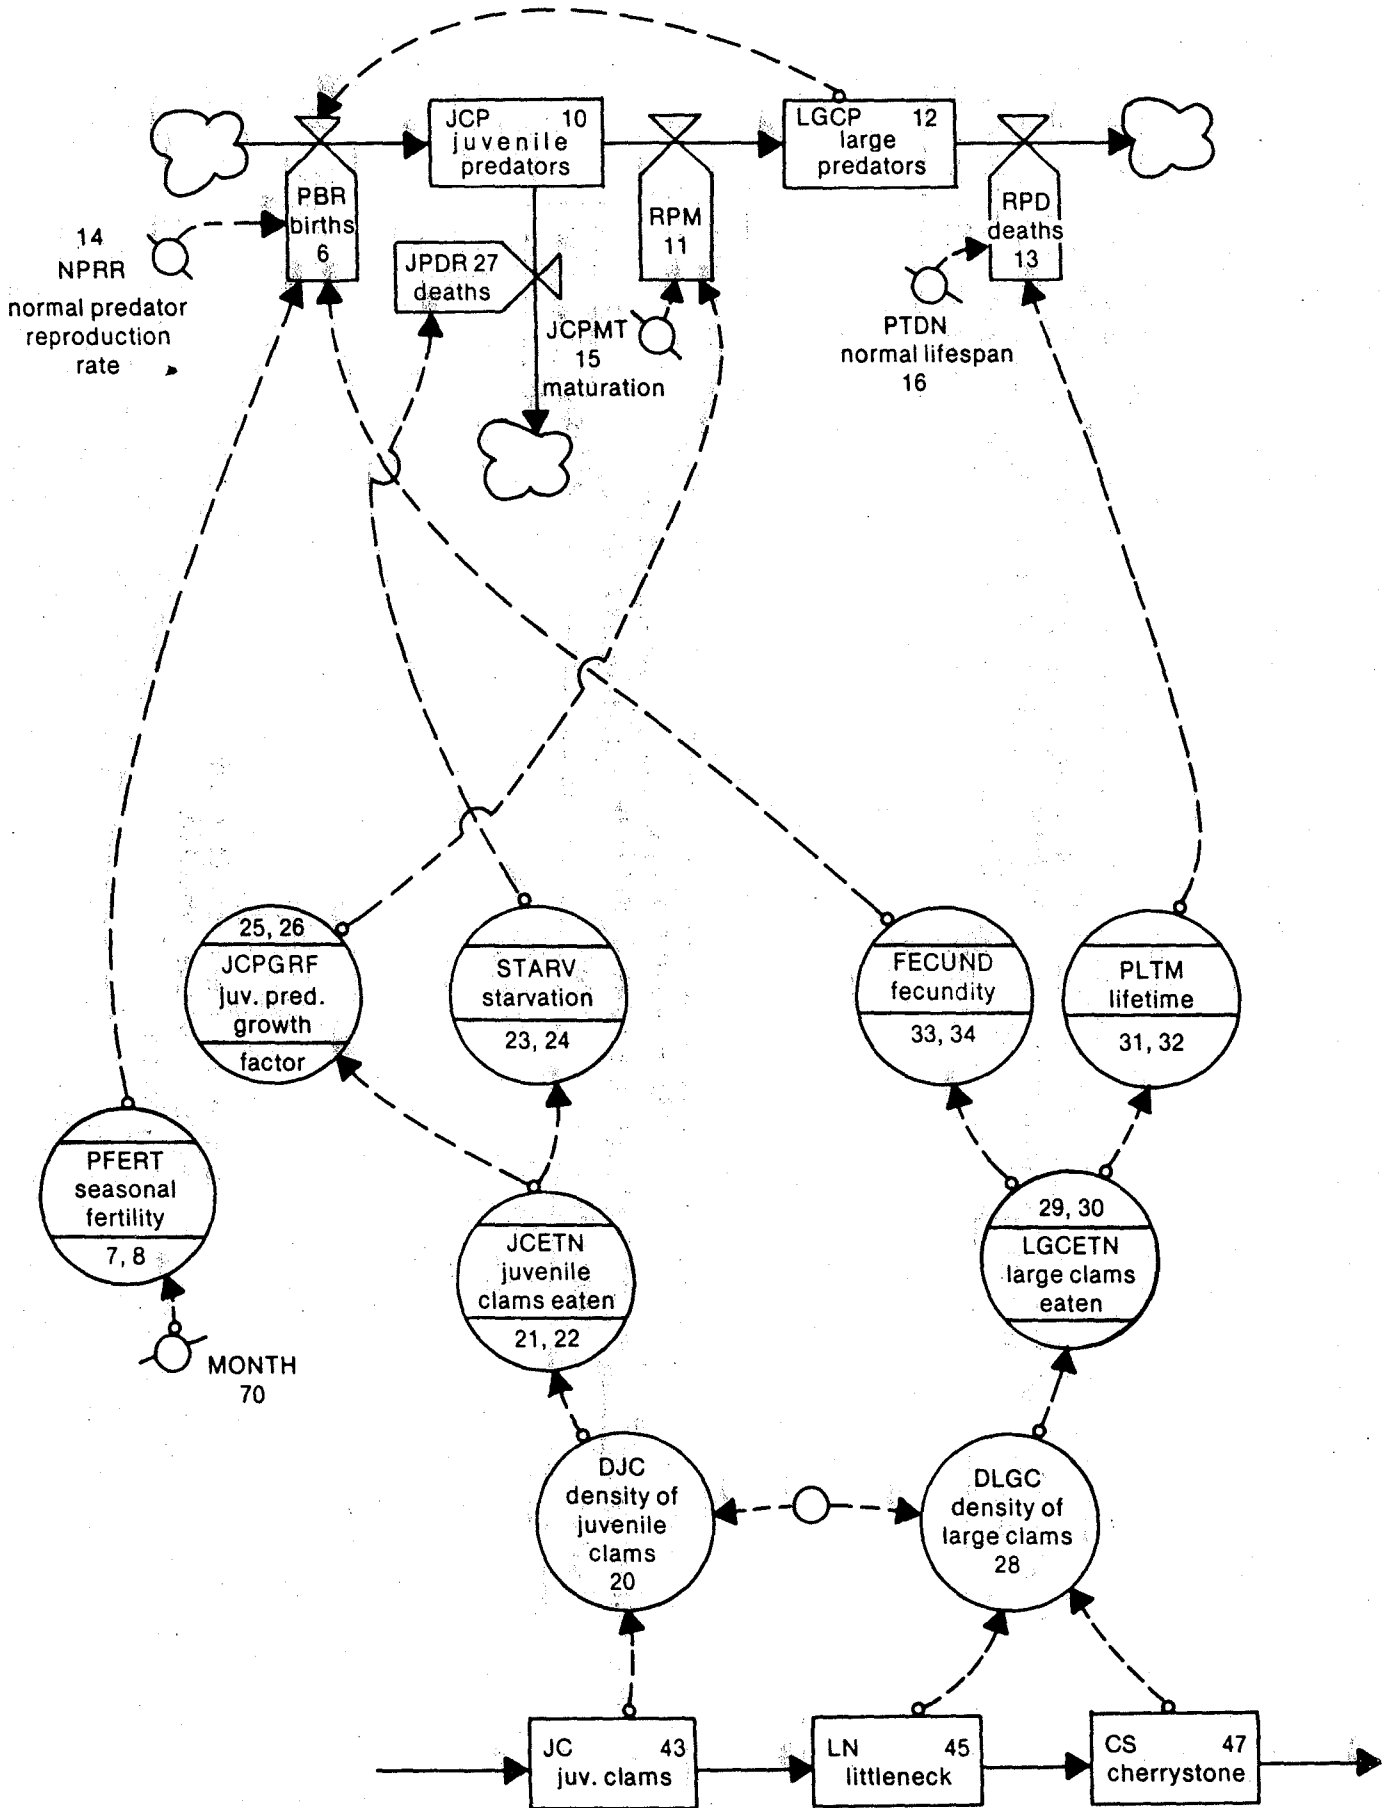 JCP 10
juvenile
predators
LGCP 12
large
predators
PBR
births
6
RPM
11
RPD
deaths
13
14
NPRR
normal predator
reproduction
rate
JPDR 27
deaths
JCPMT
15
maturation
PTDN
normal lifespan
16
25, 26
JCPGRF
juv. pred.
growth
factor
STARV
starvation
23, 24
FECUND
fecundity
33, 34
PLTM
lifetime
31, 32
PFERT
seasonal
fertility
7, 8
JCETN
juvenile
clams eaten
21, 22
29, 30
LGCETN
large clams
eaten
MONTH
70
DJC
density of
juvenile
clams
20
DLGC
density of
large clams
28
JC 43
juv. clams
LN 45
littleneck
CS 47
cherrystone